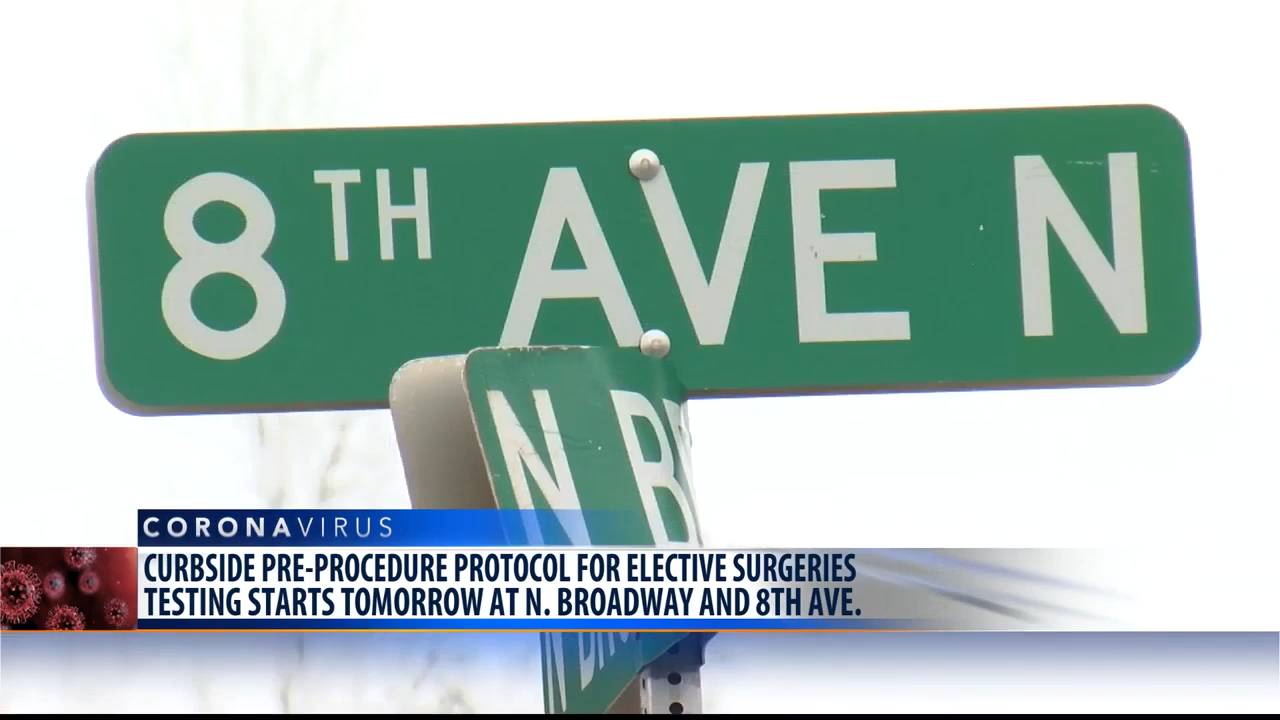 8TH AVE N
N
CORONAVIRUS
CURBSIDE PRE-PROCEDURE PROTOCOL FOR ELECTIVE SURGERIES
TESTING STARTS TOMORROW AT N. BROADWAY AND 8TH AVE.